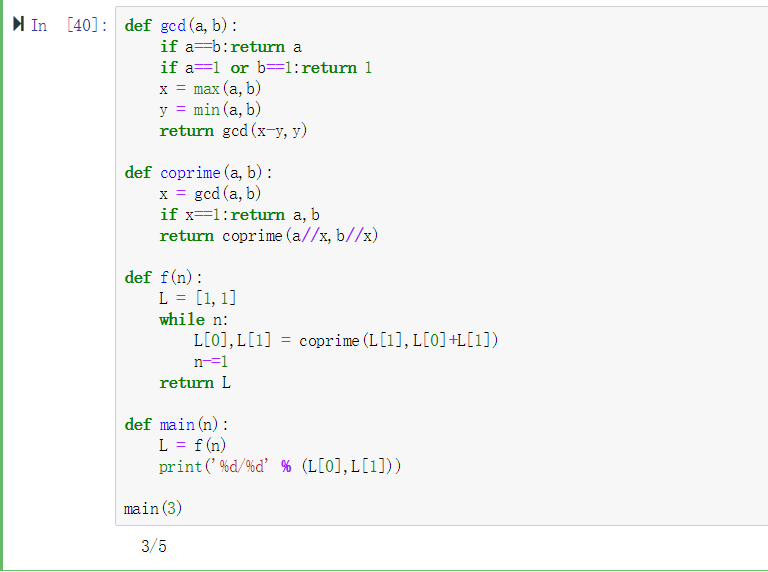 In [40]:
def gcd(a,b):
    if a==b:return a
    if a==1 or b==1:return 1
    x = max(a,b)
    y = min(a,b)
    return gcd(x-y,y)
def coprime(a,b):
    x = gcd(a,b)
    if x==1:return a,b
    return coprime(a//x,b//x)
def f(n):
    L = [1,1]
    while n:
        L[0],L[1] = coprime(L[1],L[0]+L[1])
        n-=1
    return L
def main(n):
    L = f(n)
    print('%d/%d' % (L[0],L[1]))
main(3)
3/5